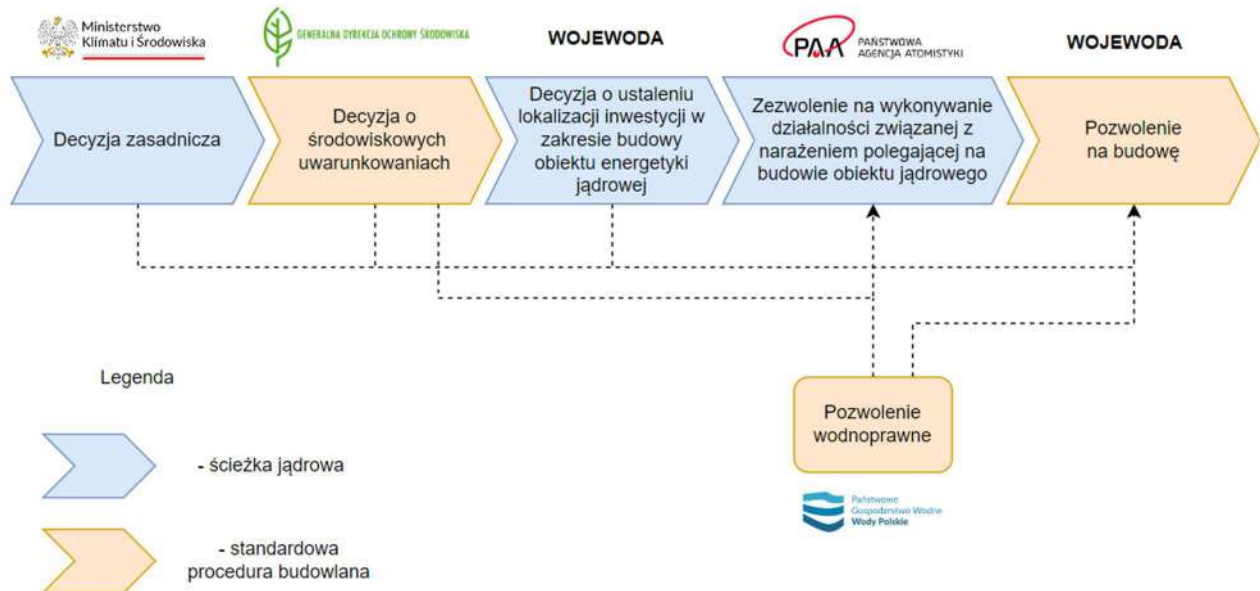 Ministerstwo
Klimatu i Środowiska
GENERALNA DYREKCJA OCHRONY ŚRODOWISKA
WOJEWODA
PAA
PAŃSTWOWA
AGENCJA ATOMISTYKI
WOJEWODA
Decyzja zasadnicza
Decyzja o
środowiskowych
uwarunkowaniach
Decyzja o ustaleniu
lokalizacji inwestycji w
zakresie budowy
obiektu energetyki
jądrowej
Zezwolenie na wykonywanie
działalności związanej z
narażeniem polegającej na
budowie obiektu jądrowego
Pozwolenie
na budowę
Pozwolenie
wodnoprawne
Państwowe
Gospodarstwo Wodne
Wody Polskie
Legenda
- ścieżka jądrowa
- standardowa
procedura budowlana